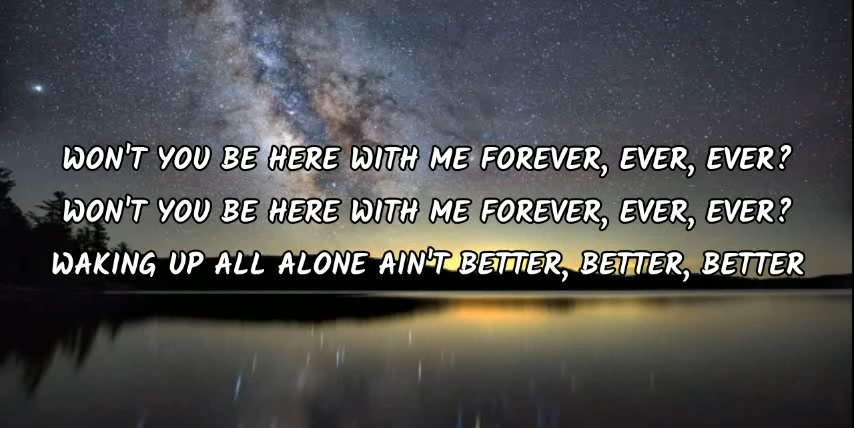 WON'T YOU BE HERE WITH ME FOREVER, EVER, EVER?
WON'T YOU BE HERE WITH ME FOREVER, EVER, EVER?
WAKING UP ALL ALONE AIN'T BETTER, BETTER, BETTER